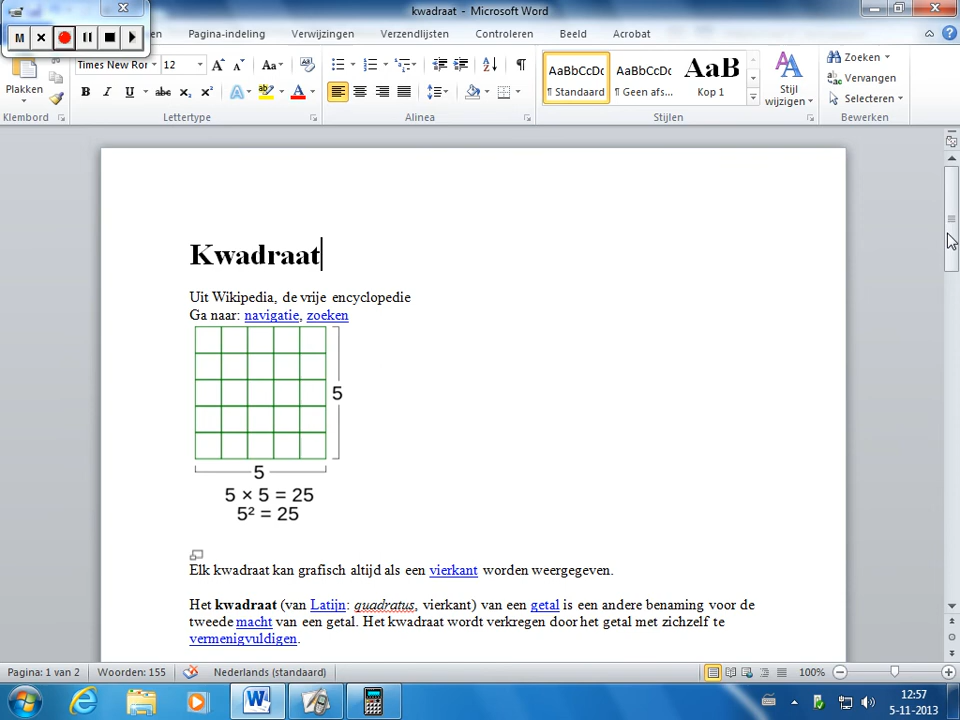 kwadraat - Microsoft Word
M
en Pagina-indeling Verwijzingen Verzendlijsten Controleren Beeld Acrobat
Plakken
Klembord
Times New Ror 12
Lettertype
Alinea
AaBbCcDc AaBbCcDc AaB
¶ Standaard ¶ Geen afs... Kop 1
Stijl wijzigen
Stijlen
Zoeken
Vervangen
Selecteren
Bewerken
Kwadraat
Uit Wikipedia, de vrije encyclopedie
Ga naar: navigatie, zoeken
5
5
5 × 5 = 25
5² = 25
Elk kwadraat kan grafisch altijd als een vierkant worden weergegeven.
Het kwadraat (van Latijn: quadratus, vierkant) van een getal is een andere benaming voor de
tweede macht van een getal. Het kwadraat wordt verkregen door het getal met zichzelf te
vermenigvuldigen.
Pagina: 1 van 2 Woorden: 155 Nederlands (standaard) 100%
12:57
5-11-2013